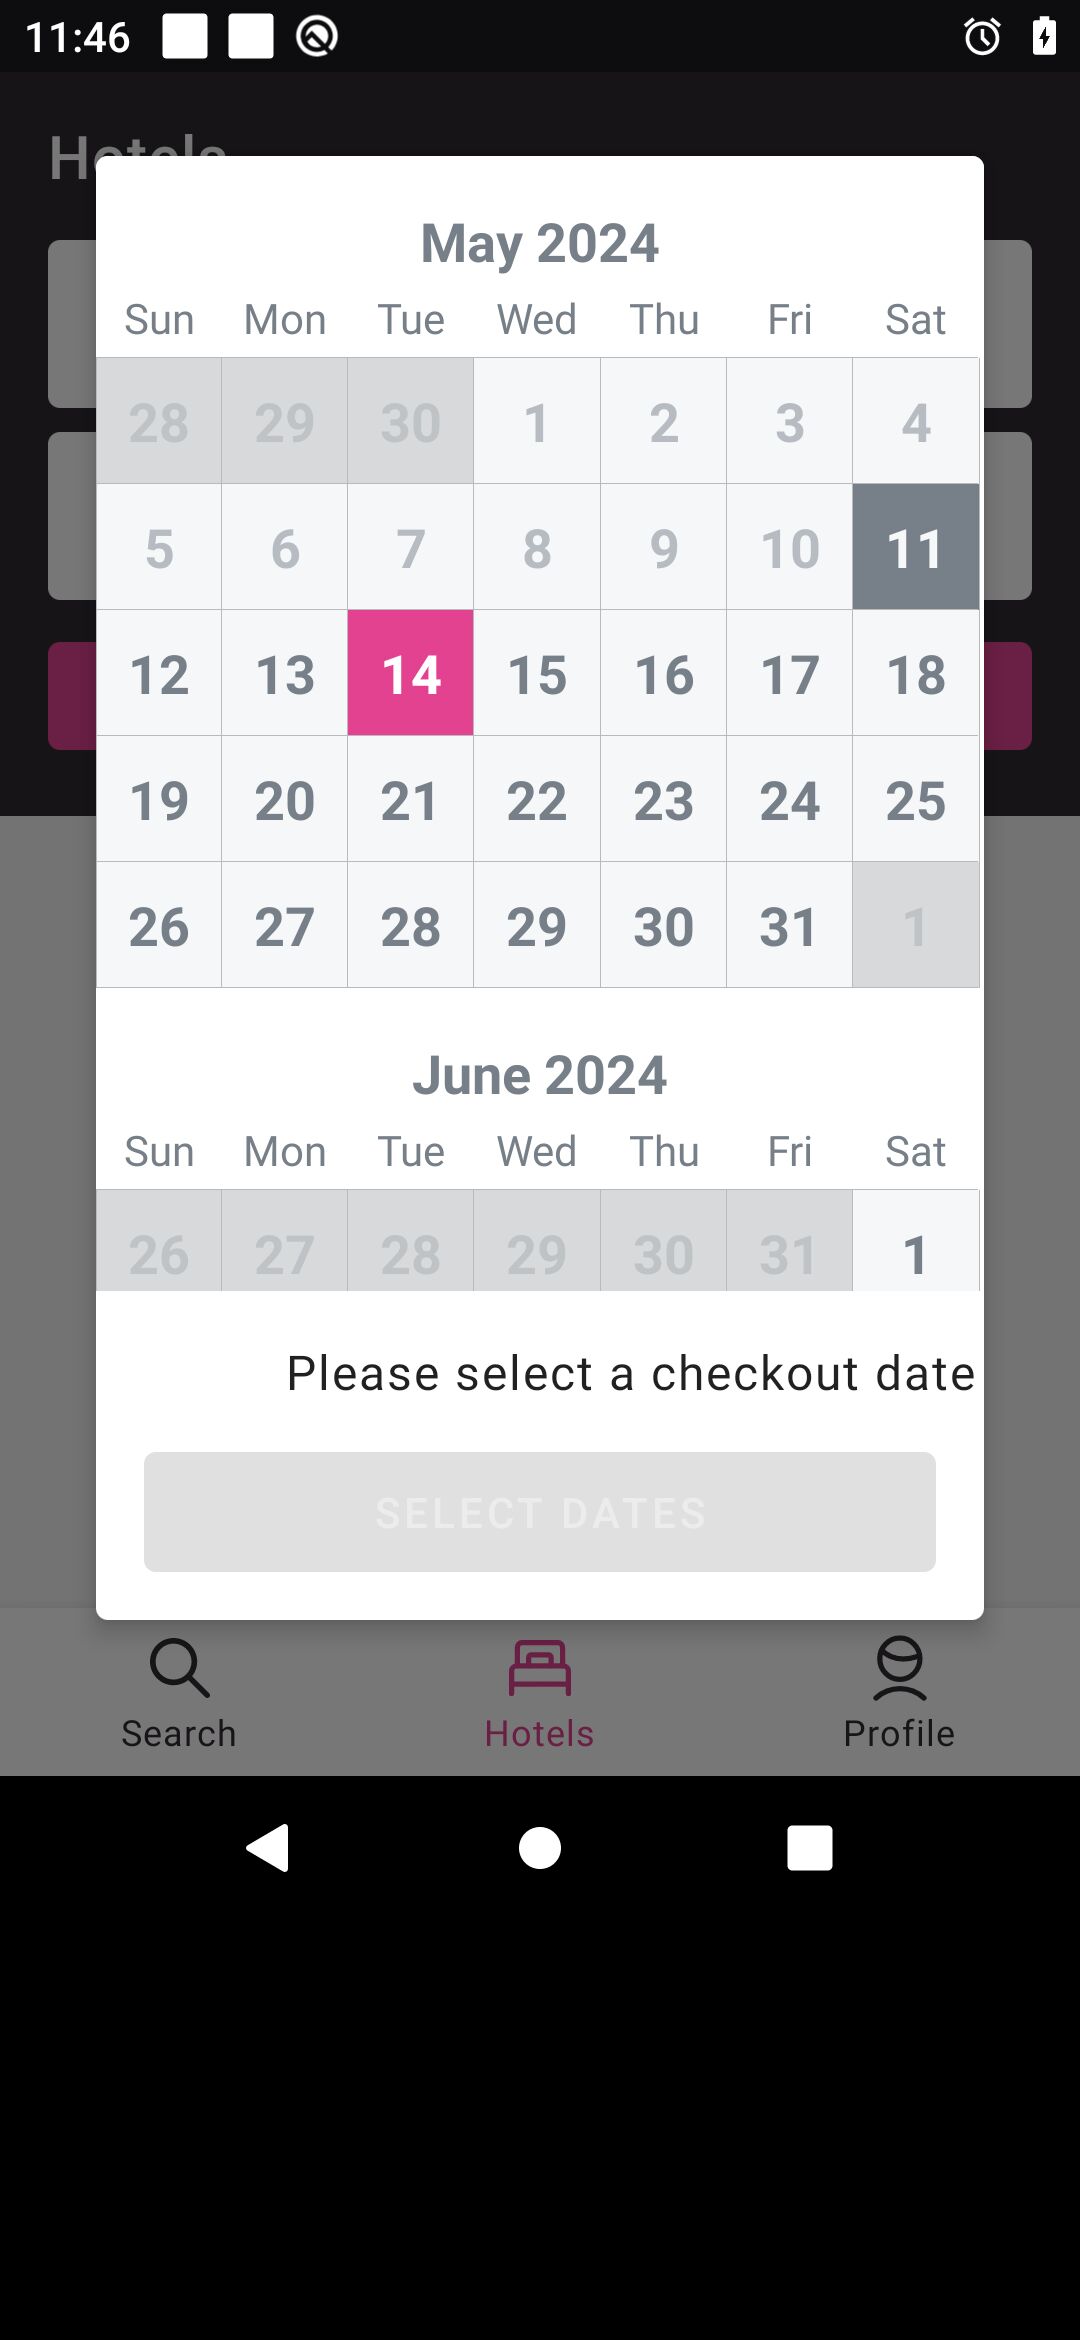 11:46
Hotels
May 2024
Sun Mon Tue Wed Thu Fri Sat
28 29 30 1 2 3 4
5 6 7 8 9 10 11
12 13 14 15 16 17 18
19 20 21 22 23 24 25
26 27 28 29 30 31 1
June 2024
Sun Mon Tue Wed Thu Fri Sat
26 27 28 29 30 31 1
Please select a checkout date
SELECT DATES
Search Hotels Profile